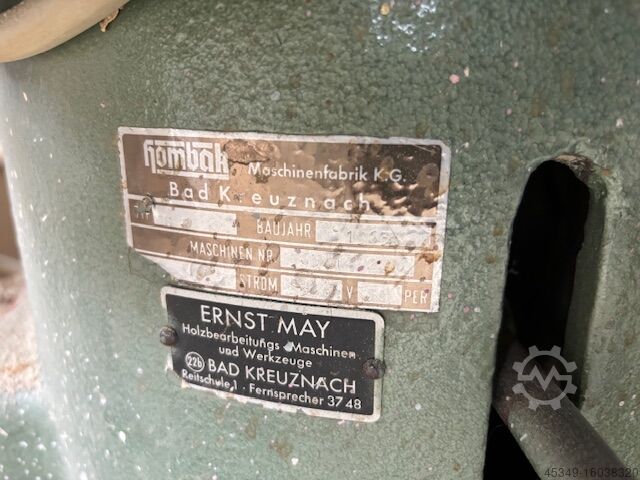 hombak Maschinenfabrik K.G.
Bad Kreuznach
BAUJAHR
MASCHINEN NR.
STROM V PER
ERNST MAY
Holzbearbeitungs-Maschinen
und Werkzeuge
22b BAD KREUZNACH
Reitschule 1 · Fernsprecher 37 48
45349-16038320